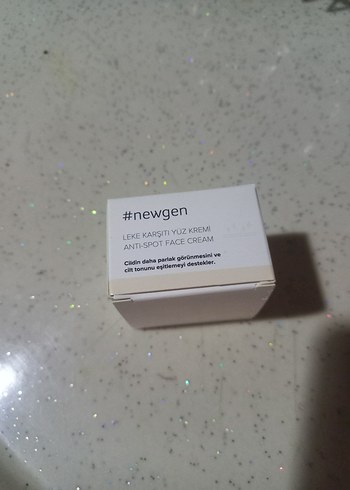 #newgen
LEKE KARŞITI YÜZ KREMİ
ANTI-SPOT FACE CREAM
Cildin daha parlak görünmesini ve
cilt tonunu eşitlemeyi destekler.